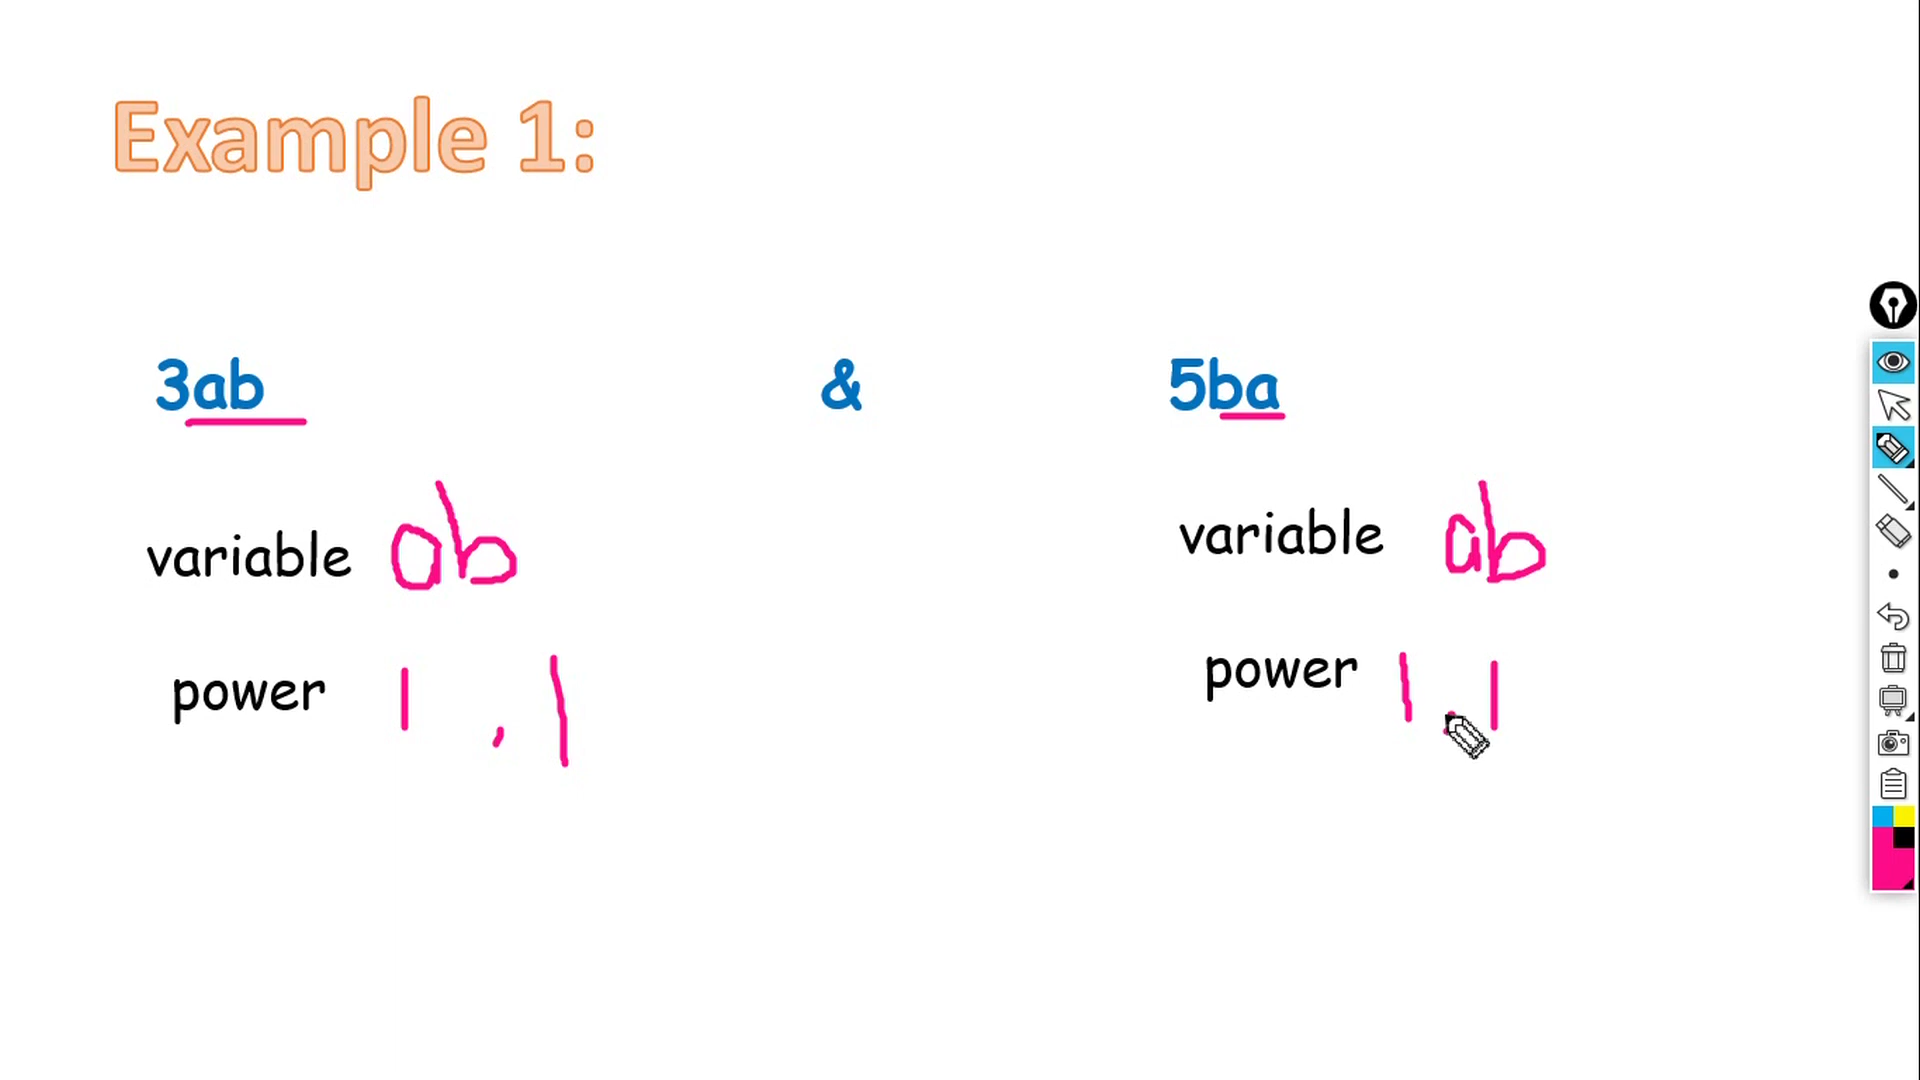 Example 1:
3ab & 5ba
variable ab variable ab
power 1 , 1 power 1 , 1